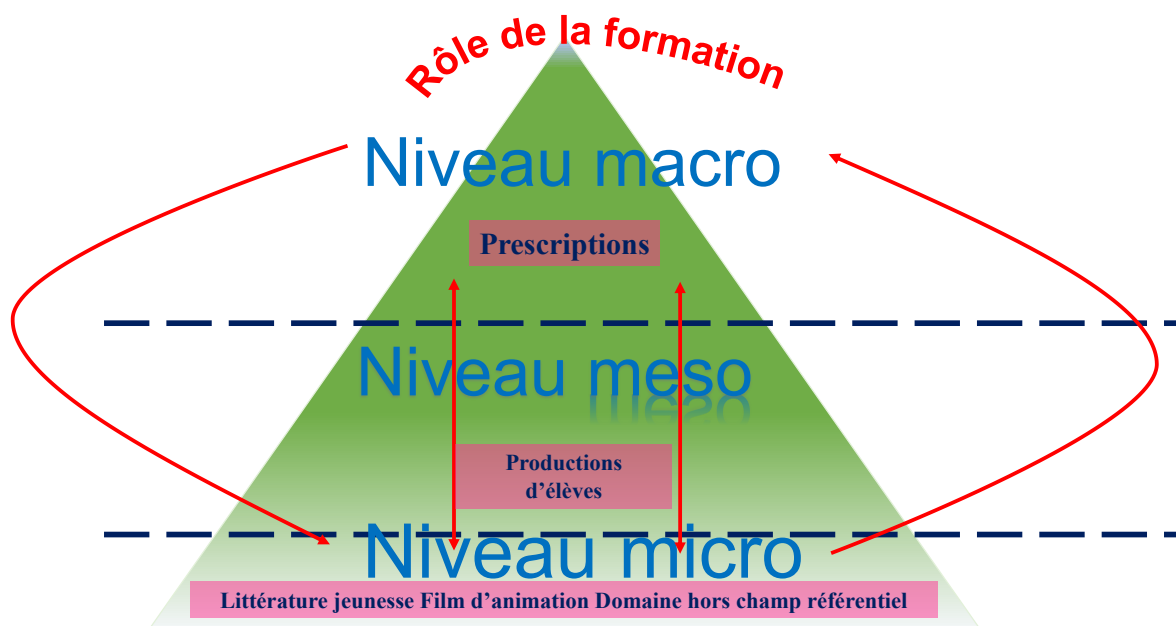 Rôle de la formation
Niveau macro
Prescriptions
Niveau meso
Productions
d’élèves
Niveau micro
Littérature jeunesse Film d’animation Domaine hors champ référentiel